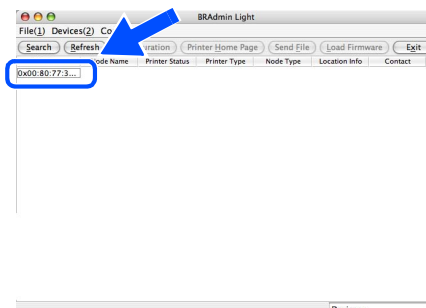 BRAdmin Light
File(1) Devices(2) Co
Search Refresh uration Printer Home Page Send File Load Firmware Exit
ode Name Printer Status Printer Type Node Type Location Info Contact
0x00:80:77:3...